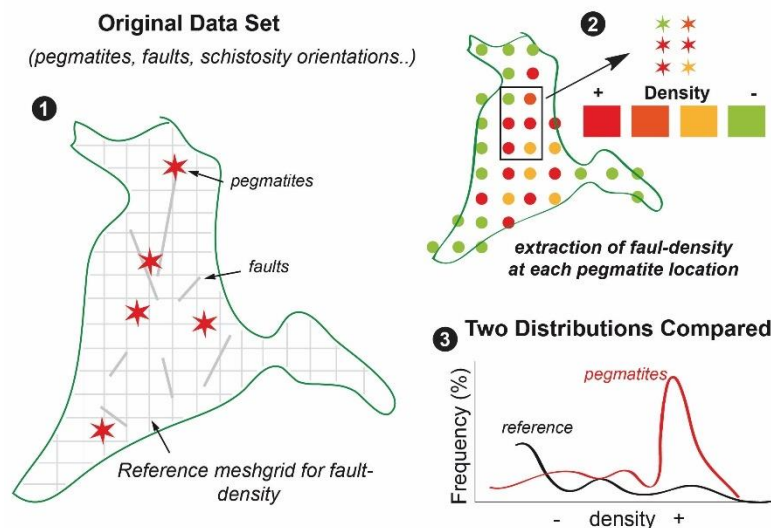 Original Data Set
(pegmatites, faults, schistosity orientations..)
1
pegmatites
faults
Reference meshgrid for fault-
density
2
+ Density -
extraction of faul-density
at each pegmatite location
3 Two Distributions Compared
Frequency (%)
pegmatites
reference
- density +